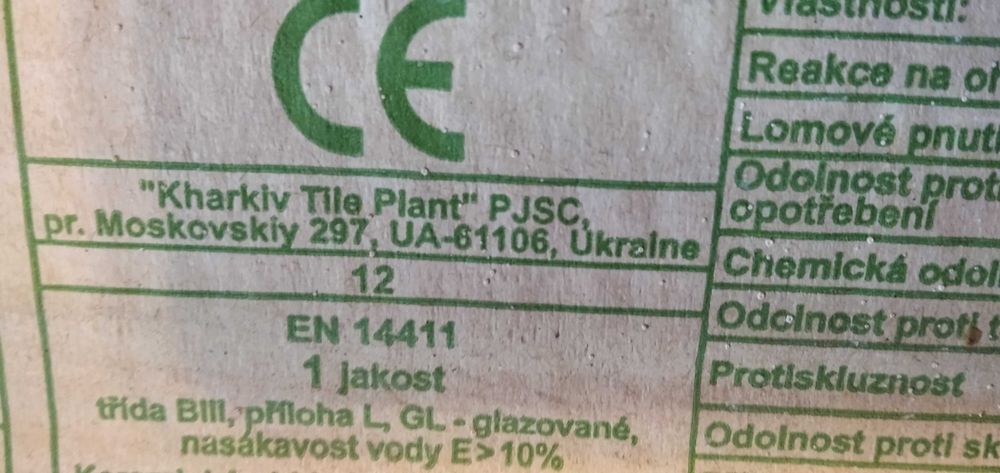 CE
"Kharkiv Tile Plant" PJSC,
pr. Moskovskiy 297, UA-61106, Ukraine
12
EN 14411
1 jakost
třída BIII, příloha L, GL - glazované,
nasákavost vody E>10%
Vlastnosti:
Reakce na
Lomové
Odolnost
opotřebení
Chemická
Odolnost proti
Protiskluznost
Odolnost proti